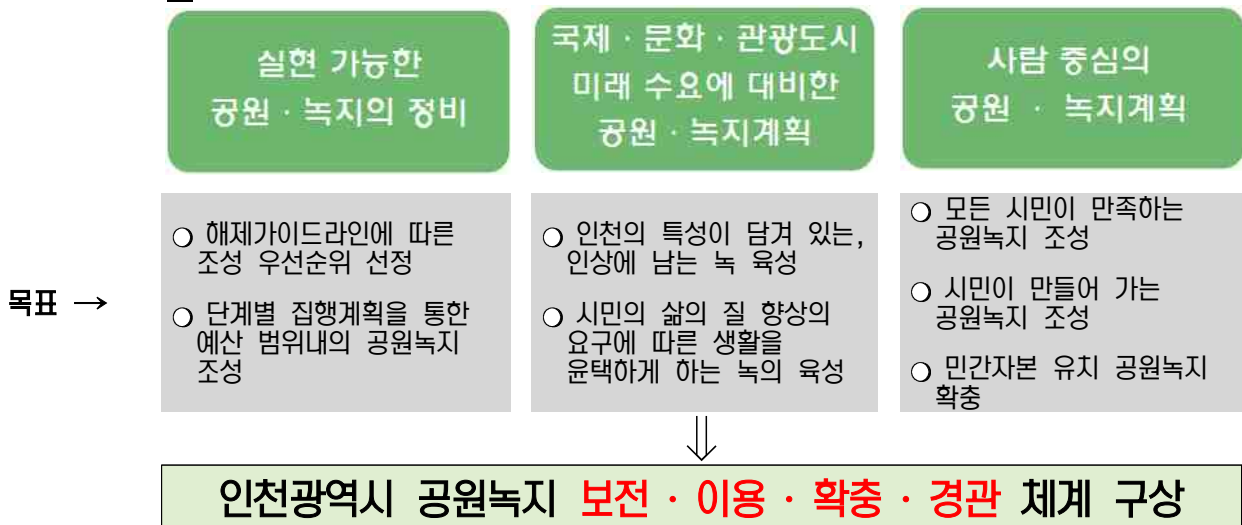 실현 가능한
공원 · 녹지의 정비
국제 · 문화 · 관광도시
미래 수요에 대비한
공원 · 녹지계획
사람 중심의
공원 · 녹지계획
목표 →
○ 해제가이드라인에 따른
조성 우선순위 선정
○ 단계별 집행계획을 통한
예산 범위내의 공원녹지
조성
○ 인천의 특성이 담겨 있는,
인상에 남는 녹 육성
○ 시민의 삶의 질 향상의
요구에 따른 생활을
윤택하게 하는 녹의 육성
○ 모든 시민이 만족하는
공원녹지 조성
○ 시민이 만들어 가는
공원녹지 조성
○ 민간자본 유치 공원녹지
확충
⇓
인천광역시 공원녹지 보전 · 이용 · 확충 · 경관 체계 구상